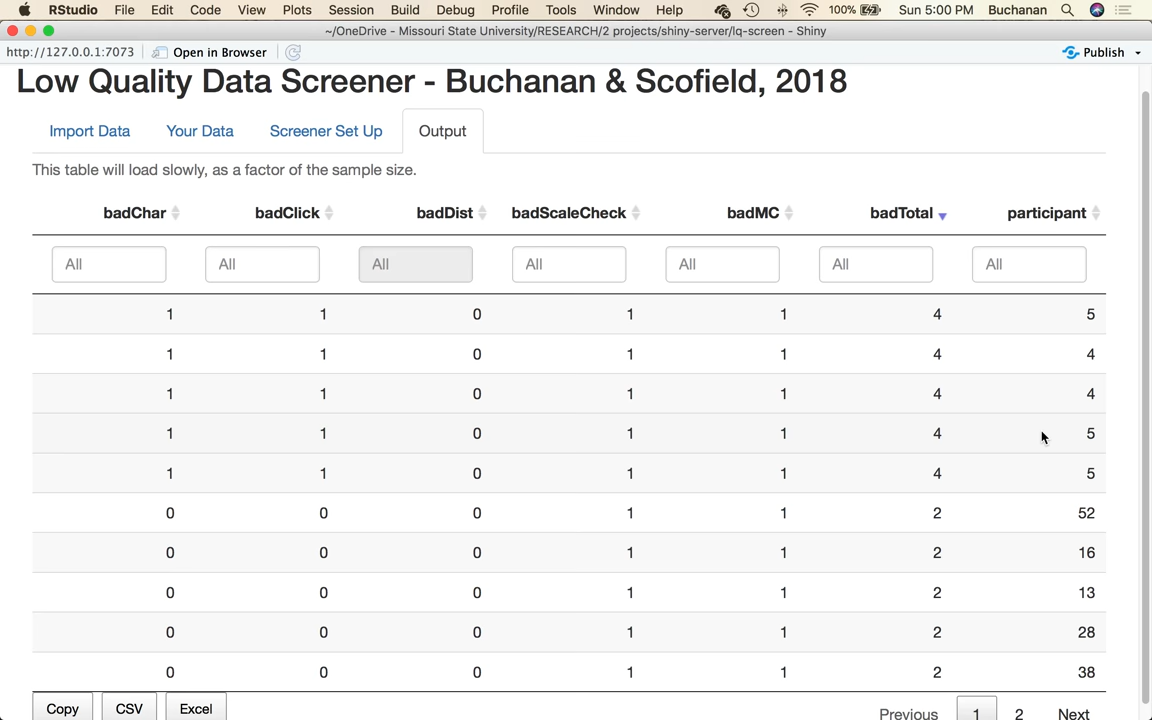 RStudio File Edit Code View Plots Session Build Debug Profile Tools Window Help 100% Sun 5:00 PM Buchanan
~/OneDrive - Missouri State University/RESEARCH/2 projects/shiny-server/lq-screen - Shiny
http://127.0.0.1:7073 Open in Browser Publish
Low Quality Data Screener - Buchanan & Scofield, 2018
Import Data Your Data Screener Set Up Output
This table will load slowly, as a factor of the sample size.
badChar badClick badDist badScaleCheck badMC badTotal participant
All All All All All All All
1 1 0 1 1 4 5
1 1 0 1 1 4 4
1 1 0 1 1 4 4
1 1 0 1 1 4 5
1 1 0 1 1 4 5
0 0 0 1 1 2 52
0 0 0 1 1 2 16
0 0 0 1 1 2 13
0 0 0 1 1 2 28
0 0 0 1 1 2 38
Copy CSV Excel Previous 1 2 Next